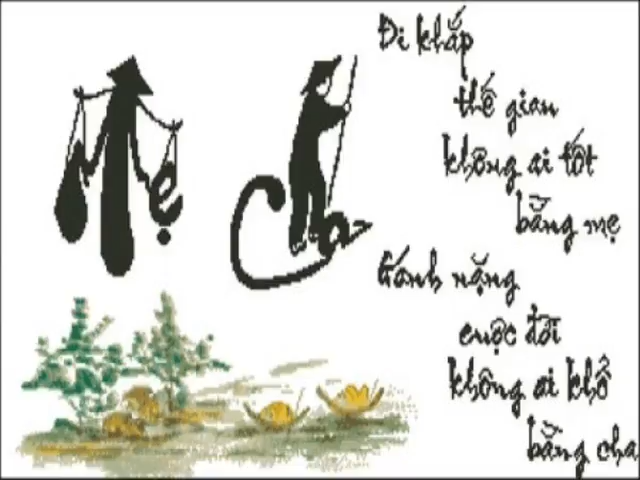 Mẹ Cha
Đi khắp
thế gian
không ai tốt
bằng mẹ
Gánh nặng
cuộc đời
không ai khổ
bằng cha